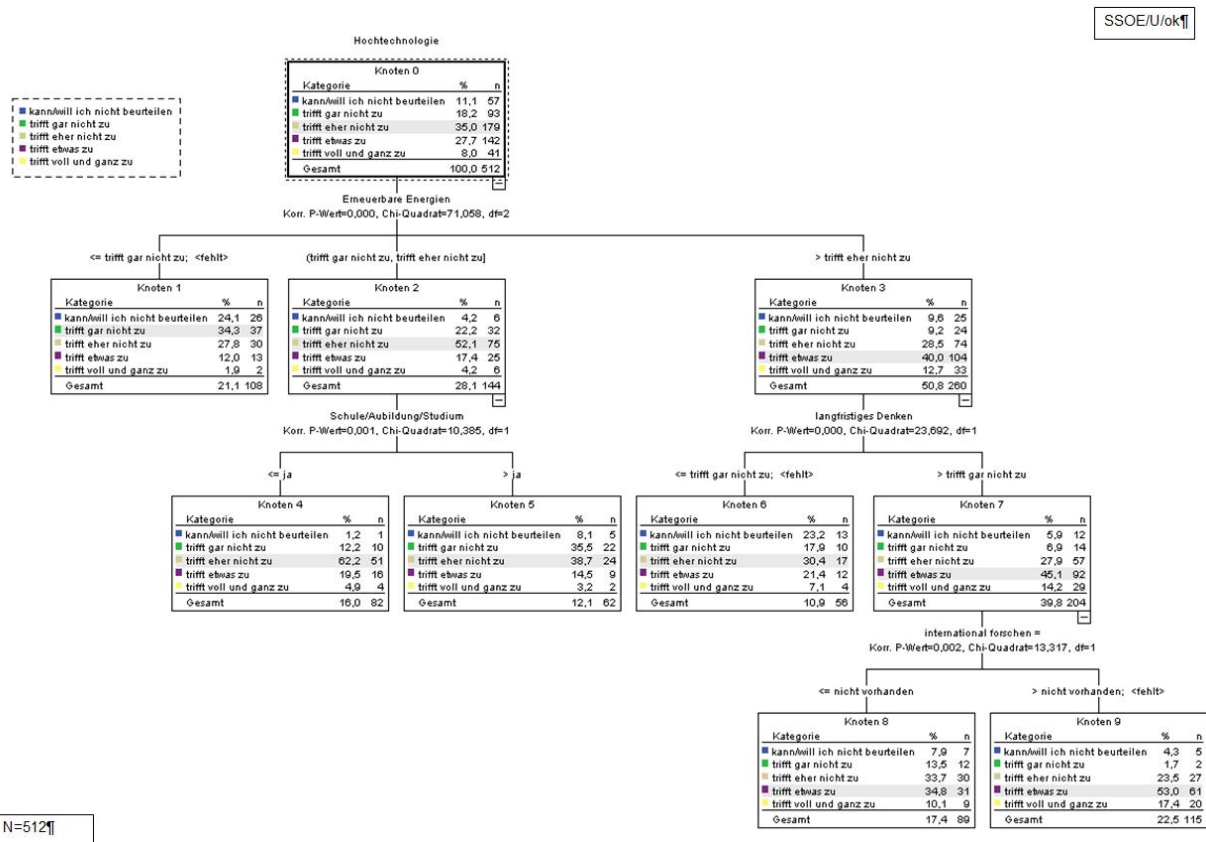 SSOE/U/ok¶
Hochtechnologie
kann/will ich nicht beurteilen
trifft gar nicht zu
trifft eher nicht zu
trifft etwas zu
trifft voll und ganz zu
Knoten 0
Kategorie % n
kann/will ich nicht beurteilen 11,1 57
trifft gar nicht zu 18,2 93
trifft eher nicht zu 35,0 179
trifft etwas zu 27,7 142
trifft voll und ganz zu 8,0 41
Gesamt 100,0 512
Erneuerbare Energien
Korr. P-Wert=0,000, Chi-Quadrat=71,058, df=2
<= trifft gar nicht zu; <fehlt>
(trifft gar nicht zu, trifft eher nicht zu]
> trifft eher nicht zu
Knoten 1
Kategorie % n
kann/will ich nicht beurteilen 24,1 26
trifft gar nicht zu 34,3 37
trifft eher nicht zu 27,8 30
trifft etwas zu 12,0 13
trifft voll und ganz zu 1,9 2
Gesamt 21,1 108
Knoten 2
Kategorie % n
kann/will ich nicht beurteilen 4,2 6
trifft gar nicht zu 22,2 32
trifft eher nicht zu 52,1 75
trifft etwas zu 17,4 25
trifft voll und ganz zu 4,2 6
Gesamt 28,1 144
Knoten 3
Kategorie % n
kann/will ich nicht beurteilen 9,6 25
trifft gar nicht zu 9,2 24
trifft eher nicht zu 28,5 74
trifft etwas zu 40,0 104
trifft voll und ganz zu 12,7 33
Gesamt 50,8 260
Schule/Aubildung/Studium
Korr. P-Wert=0,001, Chi-Quadrat=10,385, df=1
langfristiges Denken
Korr. P-Wert=0,000, Chi-Quadrat=23,692, df=1
<= ja
> ja
<= trifft gar nicht zu; <fehlt>
> trifft gar nicht zu
Knoten 4
Kategorie % n
kann/will ich nicht beurteilen 1,2 1
trifft gar nicht zu 12,2 10
trifft eher nicht zu 62,2 51
trifft etwas zu 19,5 16
trifft voll und ganz zu 4,9 4
Gesamt 16,0 82
Knoten 5
Kategorie % n
kann/will ich nicht beurteilen 8,1 5
trifft gar nicht zu 35,5 22
trifft eher nicht zu 38,7 24
trifft etwas zu 14,5 9
trifft voll und ganz zu 3,2 2
Gesamt 12,1 62
Knoten 6
Kategorie % n
kann/will ich nicht beurteilen 23,2 13
trifft gar nicht zu 17,9 10
trifft eher nicht zu 30,4 17
trifft etwas zu 21,4 12
trifft voll und ganz zu 7,1 4
Gesamt 10,9 56
Knoten 7
Kategorie % n
kann/will ich nicht beurteilen 5,9 12
trifft gar nicht zu 6,9 14
trifft eher nicht zu 27,9 57
trifft etwas zu 45,1 92
trifft voll und ganz zu 14,2 29
Gesamt 39,8 204
international forschen =
Korr. P-Wert=0,002, Chi-Quadrat=13,317, df=1
<= nicht vorhanden
> nicht vorhanden; <fehlt>
Knoten 8
Kategorie % n
kann/will ich nicht beurteilen 7,9 7
trifft gar nicht zu 13,5 12
trifft eher nicht zu 33,7 30
trifft etwas zu 34,8 31
trifft voll und ganz zu 10,1 9
Gesamt 17,4 89
Knoten 9
Kategorie % n
kann/will ich nicht beurteilen 4,3 5
trifft gar nicht zu 1,7 2
trifft eher nicht zu 23,5 27
trifft etwas zu 53,0 61
trifft voll und ganz zu 17,4 20
Gesamt 22,5 115
N=512¶